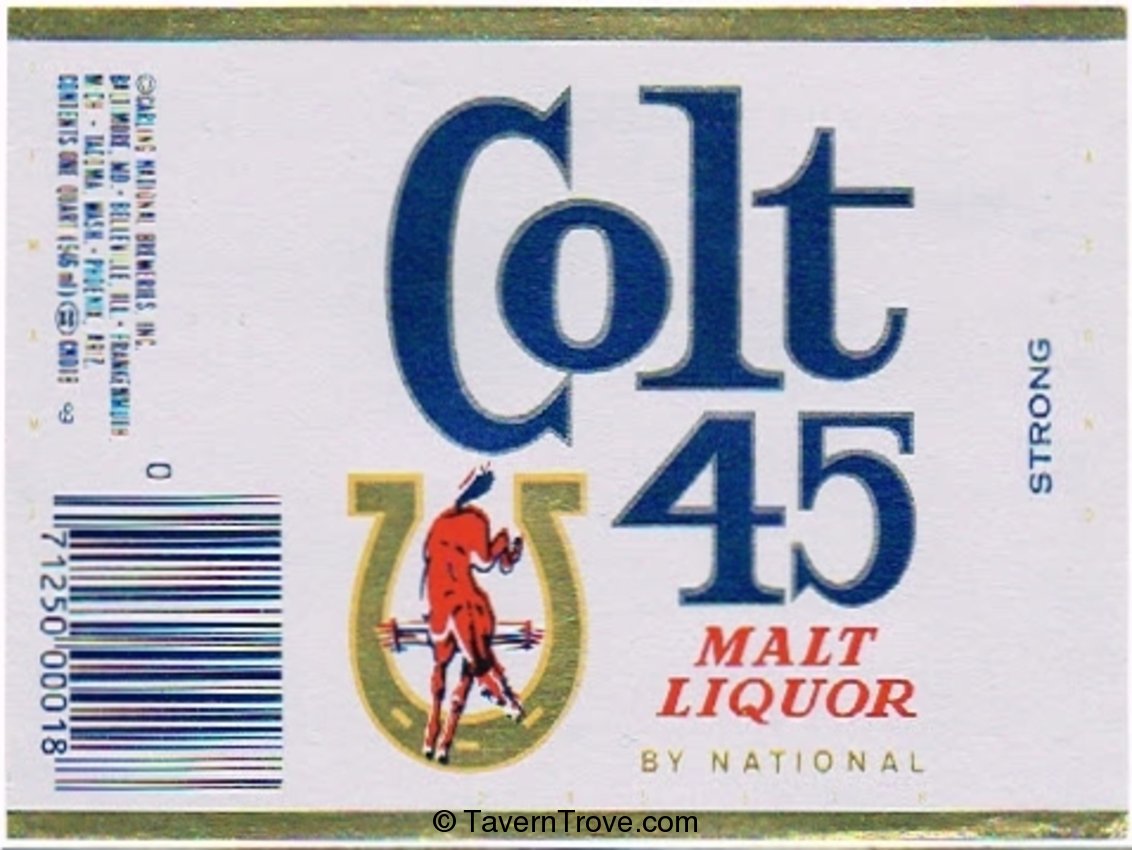 Colt
45
MALT
LIQUOR
BY NATIONAL
STRONG
©CARLING NATIONAL BREWERIES INC.
BALTIMORE, MD. • BELLEVILLE, ILL • FRANKENMUTH
MICH • TACOMA WASH. • PHOENIX, ARIZ.
CONTENTS ONE QUART (946 ml)
0
71250 00018
© TavernTrove.com